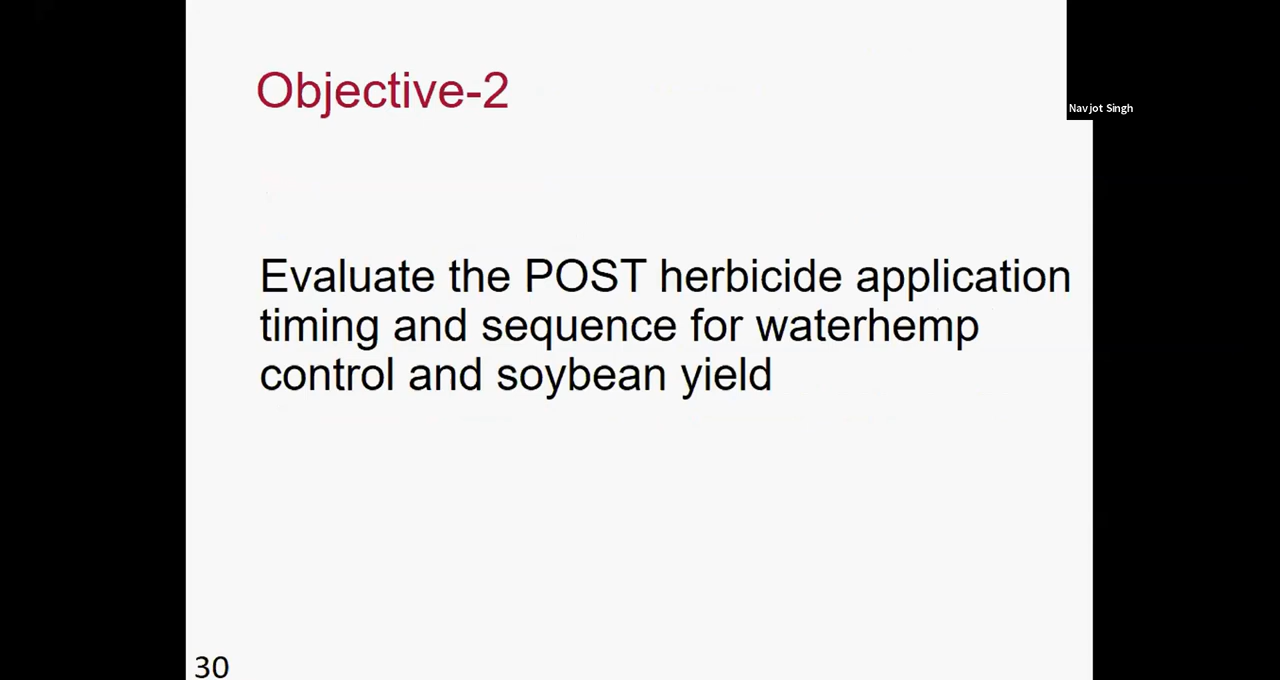 Objective-2
Navjot Singh
Evaluate the POST herbicide application
timing and sequence for waterhemp
control and soybean yield
30